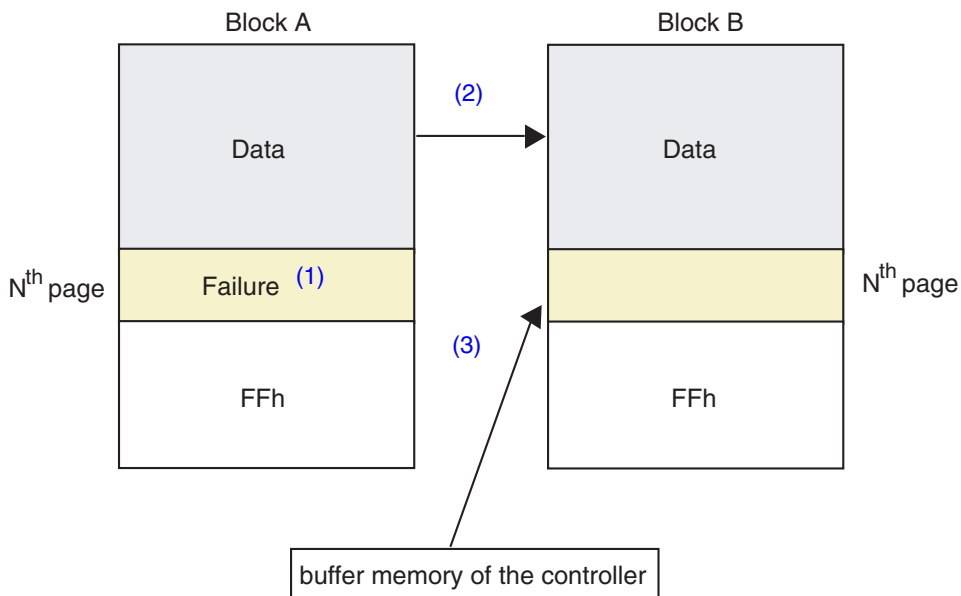 Block A
Block B
(2)
Data
Data
Nth page
Failure (1)
Nth page
(3)
FFh
FFh
buffer memory of the controller